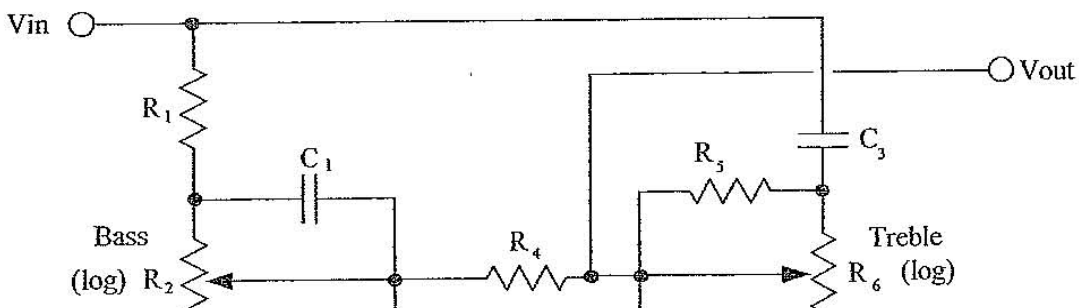 Vin
Vout
R₁
C₃
C₁
R₅
Bass
R₄
Treble
(log) R₂
R₆ (log)